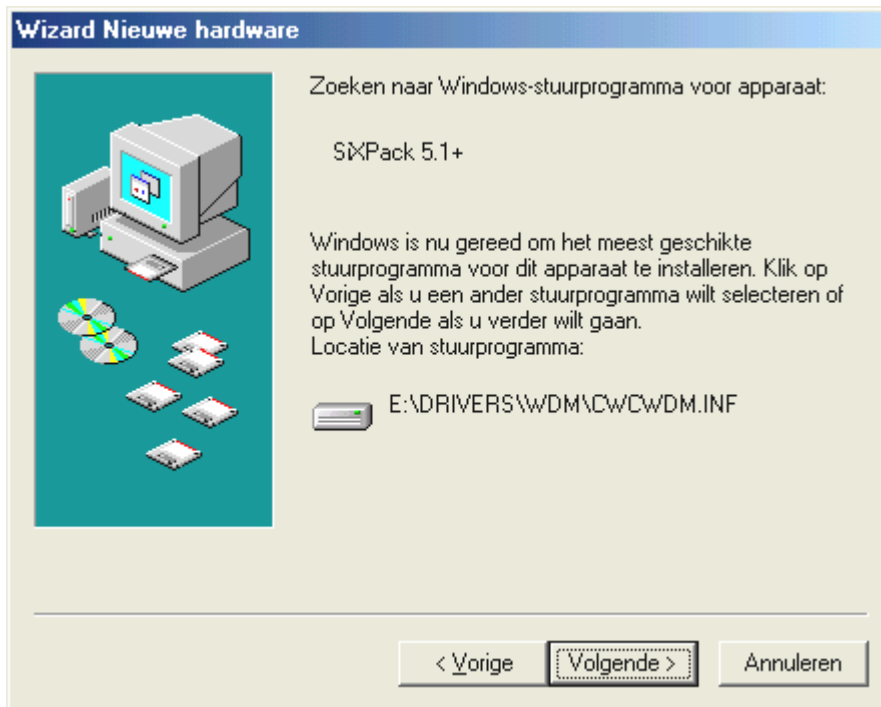 Wizard Nieuwe hardware
Zoeken naar Windows-stuurprogramma voor apparaat:
SiXPack 5.1+
Windows is nu gereed om het meest geschikte
stuurprogramma voor dit apparaat te installeren. Klik op
Vorige als u een ander stuurprogramma wilt selecteren of
op Volgende als u verder wilt gaan.
Locatie van stuurprogramma:
E:\DRIVERS\WDM\CWCWDM.INF
< Vorige
Volgende >
Annuleren